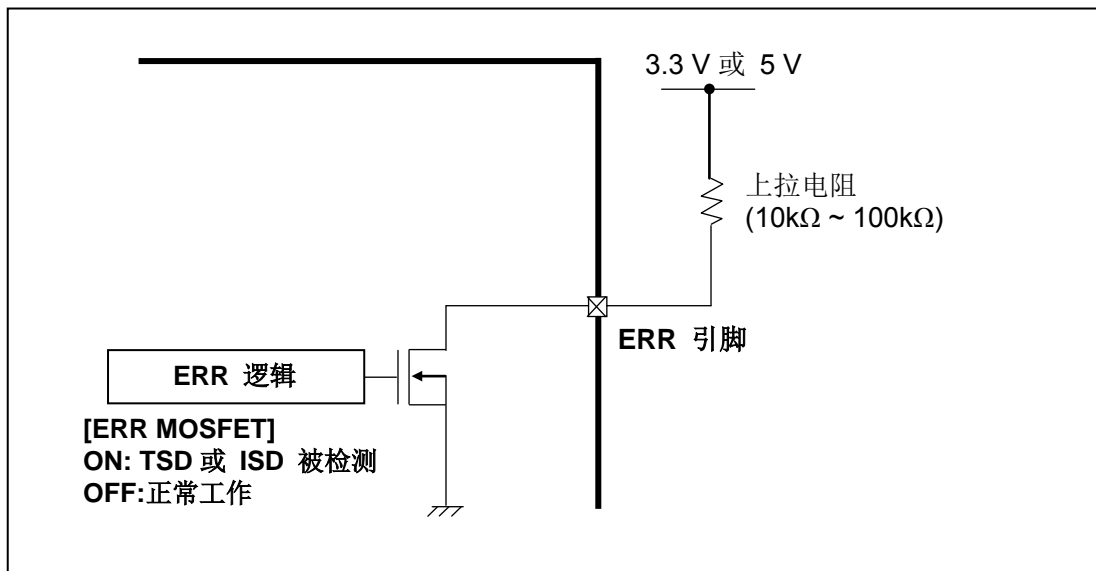 3.3 V 或 5 V
上拉电阻
(10kΩ ~ 100kΩ)
ERR 引脚
ERR 逻辑
[ERR MOSFET]
ON: TSD 或 ISD 被检测
OFF:正常工作